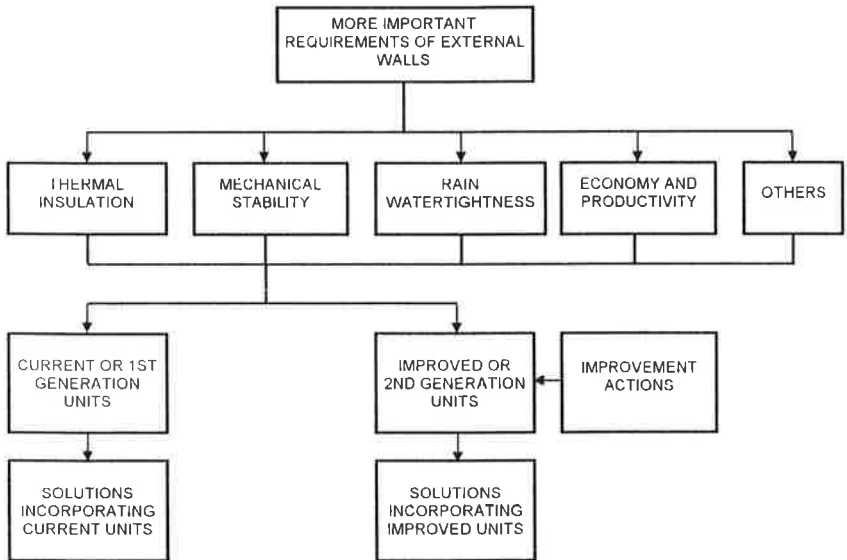 MORE IMPORTANT
REQUIREMENTS OF EXTERNAL
WALLS
THERMAL
INSULATION
MECHANICAL
STABILITY
RAIN
WATERTIGHTNESS
ECONOMY AND
PRODUCTIVITY
OTHERS
CURRENT OR 1ST
GENERATION
UNITS
IMPROVED OR
2ND GENERATION
UNITS
IMPROVEMENT
ACTIONS
SOLUTIONS
INCORPORATING
CURRENT UNITS
SOLUTIONS
INCORPORATING
IMPROVED UNITS